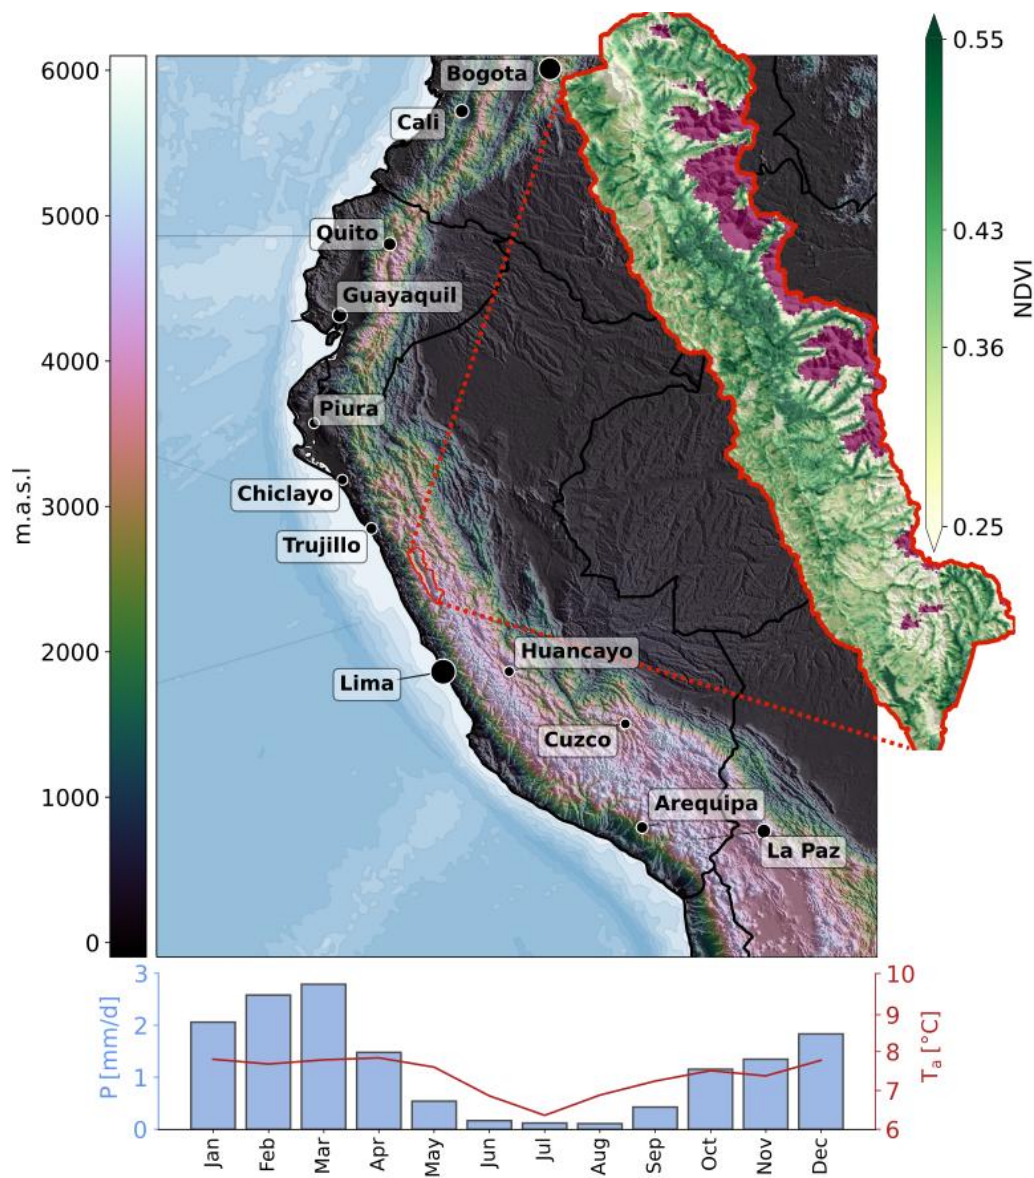 6000
5000
4000
3000
2000
1000
0
m.a.s.l
Bogota
Cali
Quito
Guayaquil
Piura
Chiclayo
Trujillo
Lima
Huancayo
Cuzco
Arequipa
La Paz
0.55
0.43
0.36
0.25
NDVI
3
2
1
0
P [mm/d]
10
9
8
7
6
Ta [°C]
Jan
Feb
Mar
Apr
May
Jun
Jul
Aug
Sep
Oct
Nov
Dec